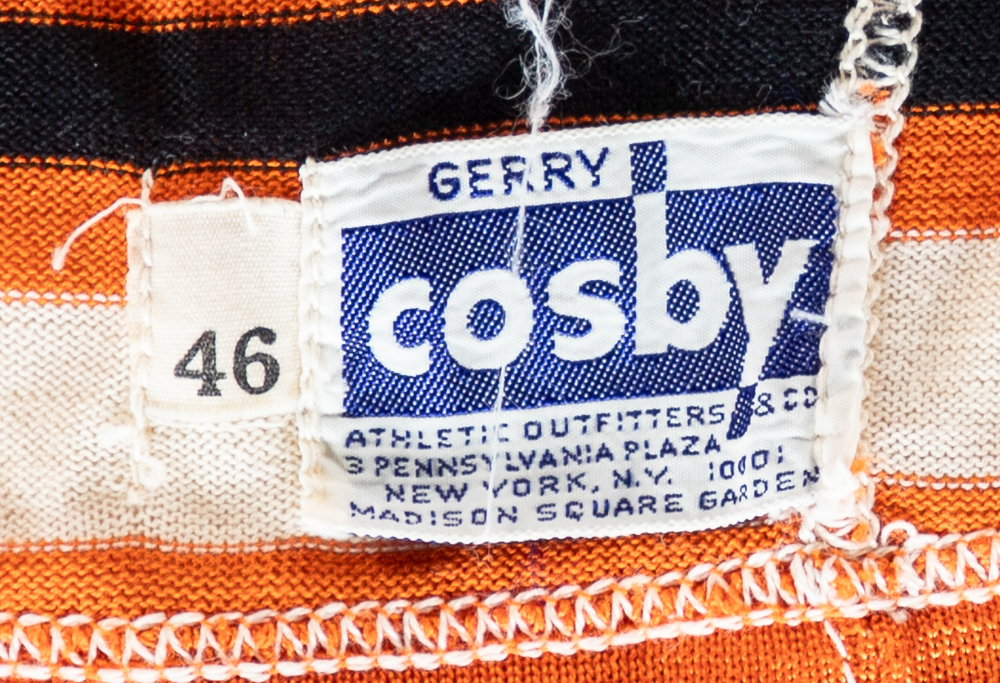 GERRY
cosby
& CO
ATHLETIC OUTFITTERS
3 PENNSYLVANIA PLAZA
NEW YORK, N.Y. 10001
MADISON SQUARE GARDEN
46